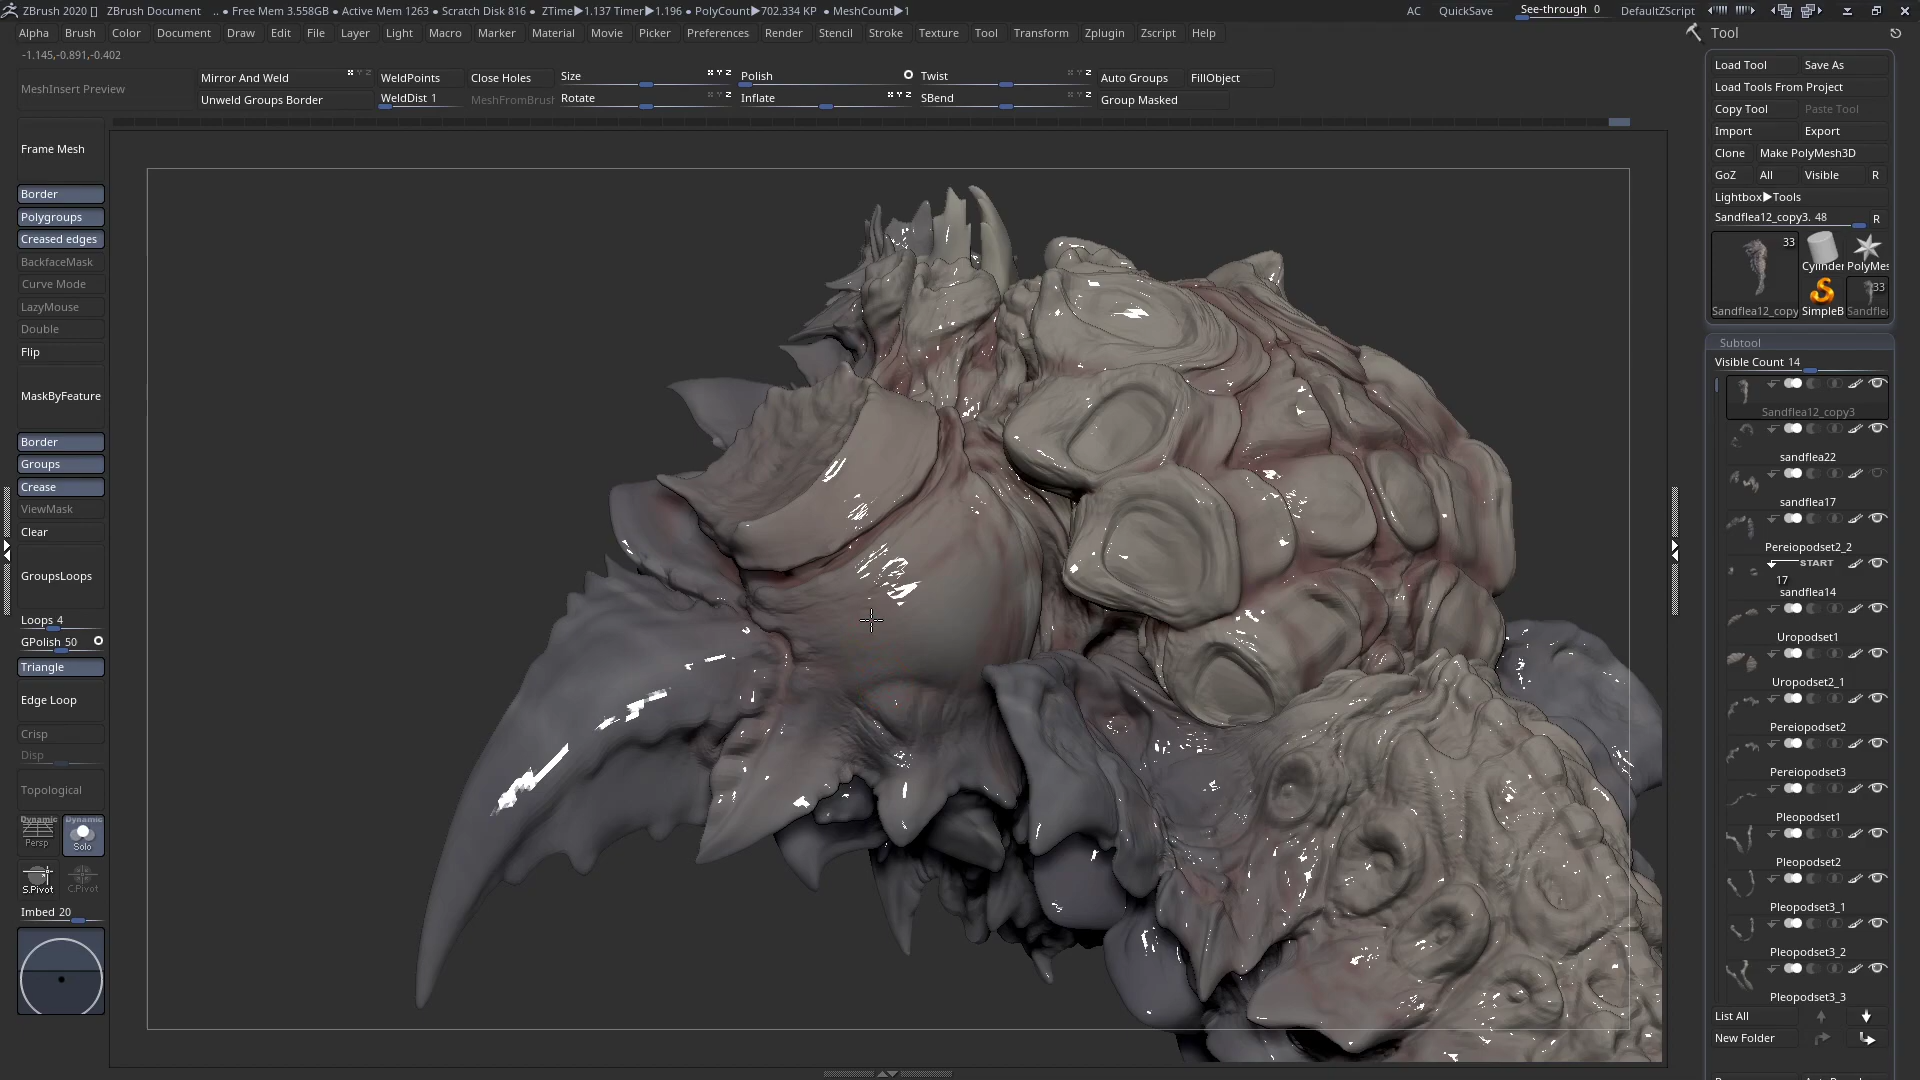 ZBrush 2020 [] ZBrush Document .. • Free Mem 3.558GB • Active Mem 1263 • Scratch Disk 816 • ZTime▶1.137 Timer▶1.196 • PolyCount▶702.334 KP • MeshCount▶1 AC QuickSave See-through 0 DefaultZScript
Alpha Brush Color Document Draw Edit File Layer Light Macro Marker Material Movie Picker Preferences Render Stencil Stroke Texture Tool Transform Zplugin Zscript Help
-1.145,-0.891,-0.402
MeshInsert Preview
Mirror And Weld
Unweld Groups Border
WeldPoints
WeldDist 1
Close Holes
MeshFromBrush
Size
Rotate
Polish
Inflate
Twist
SBend
Auto Groups
Group Masked
FillObject
Frame Mesh
Border
Polygroups
Creased edges
BackfaceMask
Curve Mode
LazyMouse
Double
Flip
MaskByFeature
Border
Groups
Crease
ViewMask
Clear
GroupsLoops
Loops 4
GPolish 50
Triangle
Edge Loop
Crisp
Disp
Topological
Dynamic
Persp
Dynamic
Solo
S.Pivot
C.Pivot
Imbed 20
Tool
Load Tool Save As
Load Tools From Project
Copy Tool Paste Tool
Import Export
Clone Make PolyMesh3D
GoZ All Visible R
Lightbox▶Tools
Sandflea12_copy3. 48 R
33
Cylinder PolyMes
33
Sandflea12_copy SimpleB Sandflea
Subtool
Visible Count 14
Sandflea12_copy3
sandflea22
sandflea17
Pereiopodset2_2
START
17
sandflea14
Uropodset1
Uropodset2_1
Pereiopodset2
Pereiopodset3
Pleopodset1
Pleopodset2
Pleopodset3_1
Pleopodset3_2
Pleopodset3_3
List All
New Folder